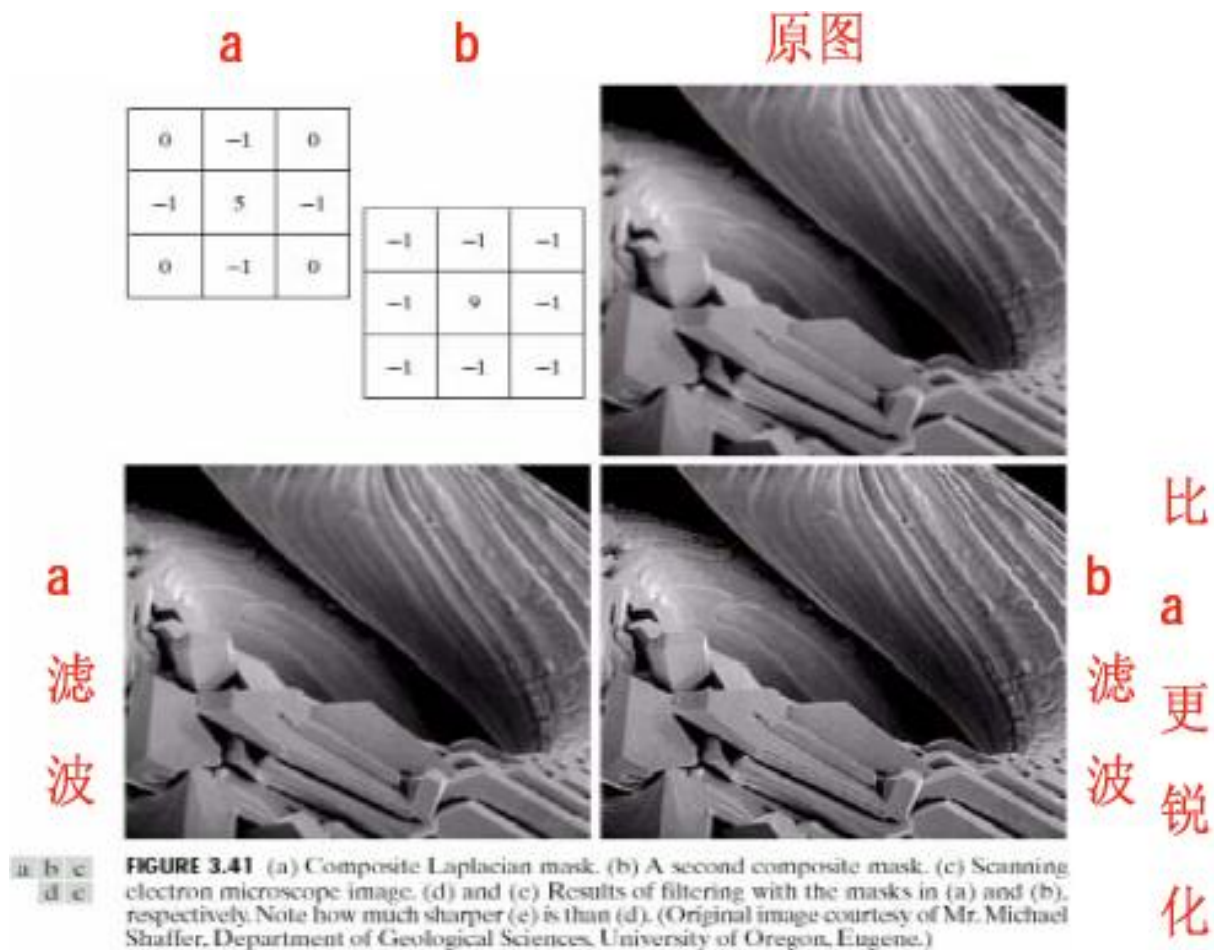 a
b
原图
0 −1 0
−1 5 −1
0 −1 0
−1 −1 −1
−1 9 −1
−1 −1 −1
a滤波
b滤波
比a更锐化
a b c
d e
FIGURE 3.41 (a) Composite Laplacian mask. (b) A second composite mask. (c) Scanning
electron microscope image. (d) and (e) Results of filtering with the masks in (a) and (b),
respectively. Note how much sharper (e) is than (d). (Original image courtesy of Mr. Michael
Shaffer, Department of Geological Sciences, University of Oregon, Eugene.)